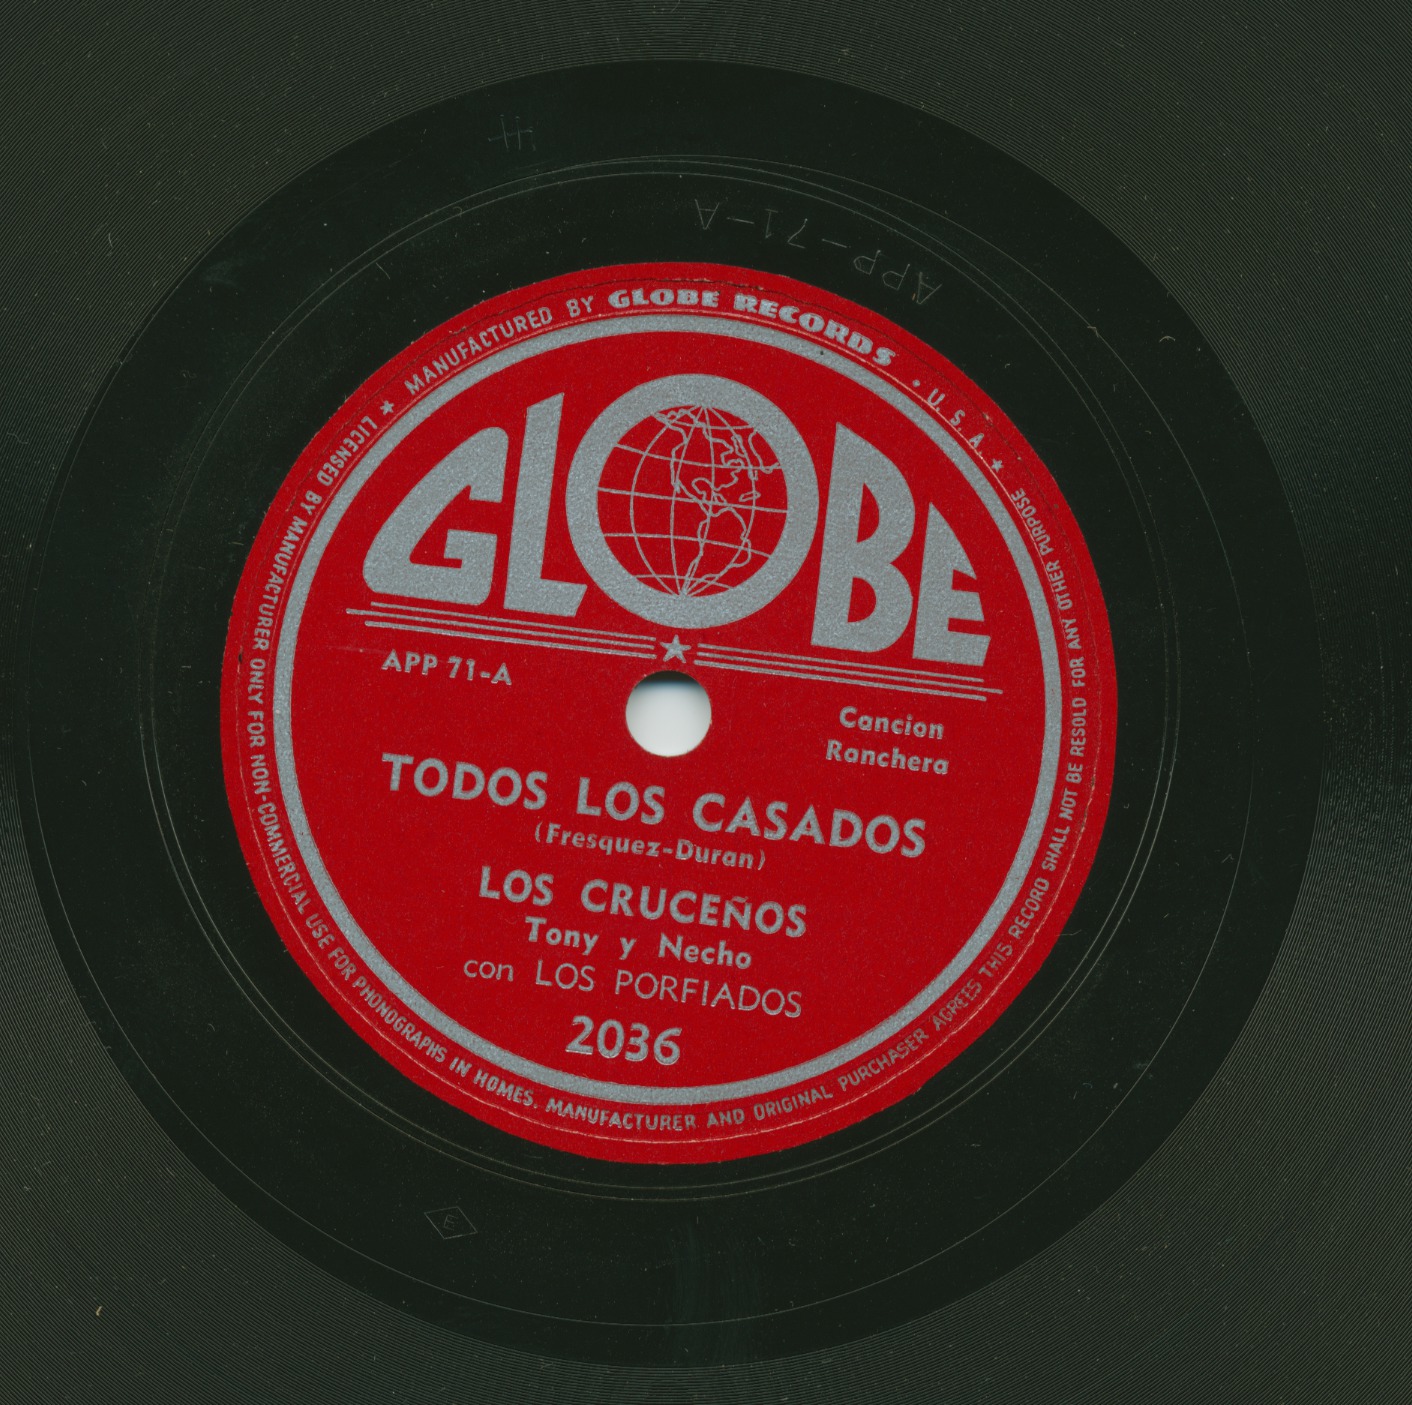 ★ MANUFACTURED BY GLOBE RECORDS • U. S. A. ★
GLOBE
APP 71-A
Cancion
Ranchera
TODOS LOS CASADOS
(Fresquez-Duran)
LOS CRUCEÑOS
Tony y Necho
con LOS PORFIADOS
2036
LICENSED BY MANUFACTURER ONLY FOR NON-COMMERCIAL USE FOR PHONOGRAPHS IN HOMES. MANUFACTURER AND ORIGINAL PURCHASER AGREES THIS RECORD SHALL NOT BE RESOLD FOR ANY OTHER PURPOSE
APP-71-A
E